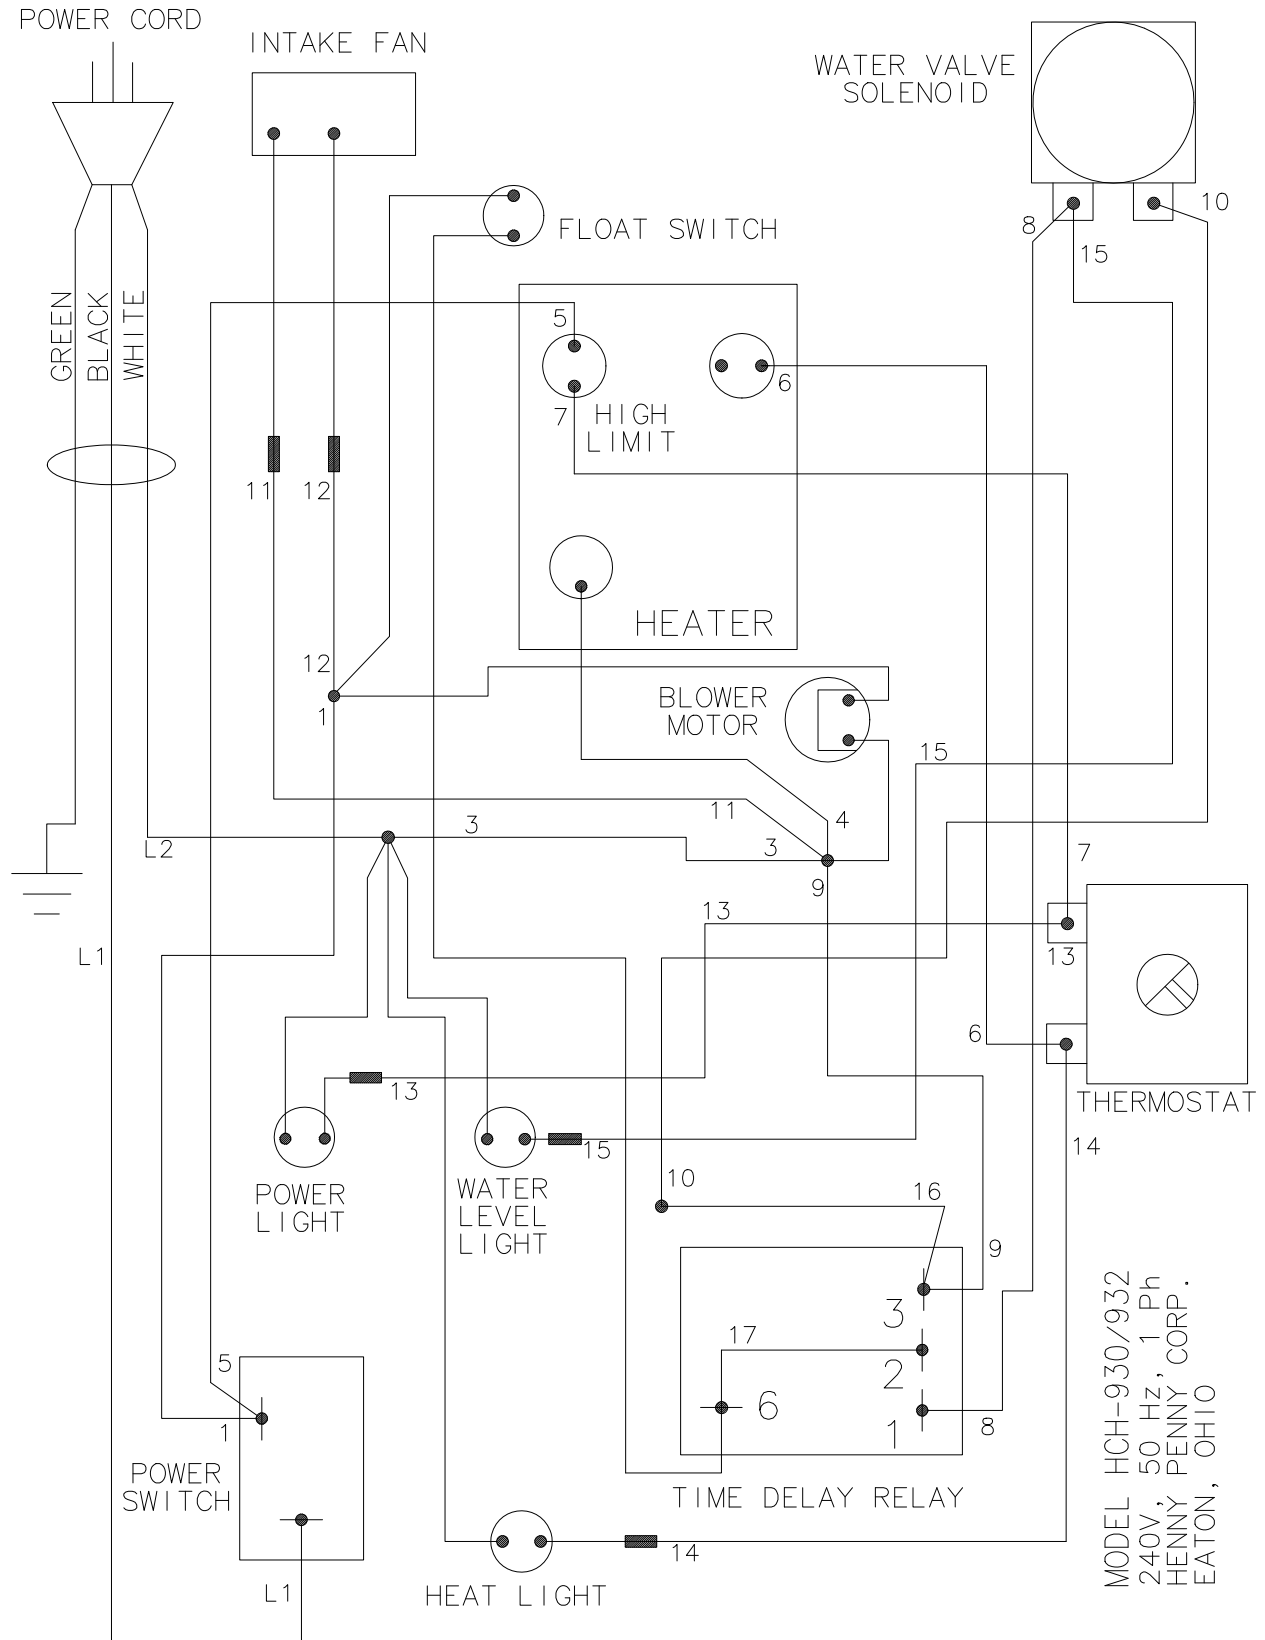 POWER CORD
INTAKE FAN
WATER VALVE
SOLENOID
10
8
15
FLOAT SWITCH
GREEN
BLACK
WHITE
5
6
7
HIGH
LIMIT
11
12
HEATER
12
1
BLOWER
MOTOR
15
11
4
3
3
L2
7
9
13
L1
13
6
13
THERMOSTAT
14
15
POWER
LIGHT
WATER
LEVEL
LIGHT
10
16
9
3
17
2
6
1
8
5
1
POWER
SWITCH
TIME DELAY RELAY
14
L1
HEAT LIGHT
MODEL HCH-930/932
240V, 50 Hz, 1 Ph
HENNY PENNY CORP.
EATON, OHIO